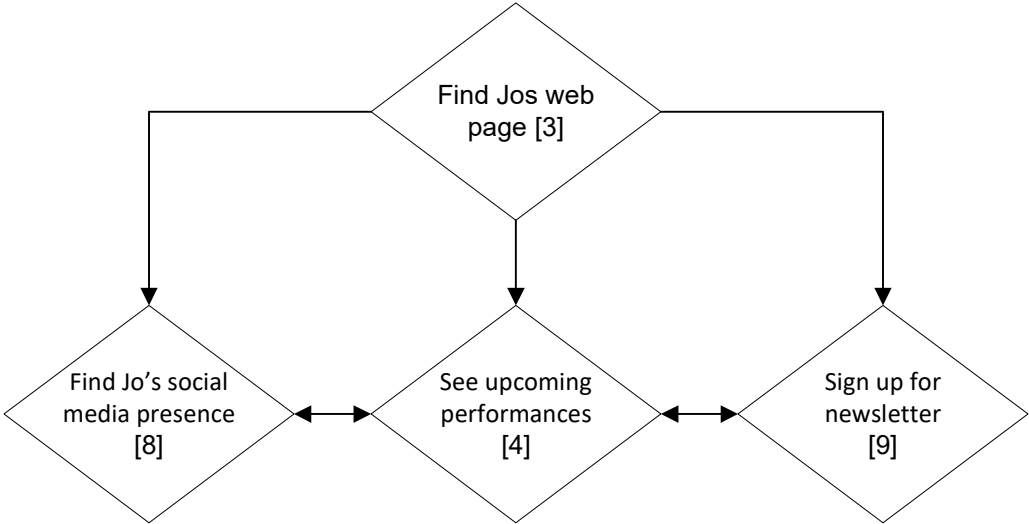 Find Jos web
page [3]
Find Jo’s social
media presence
[8]
See upcoming
performances
[4]
Sign up for
newsletter
[9]